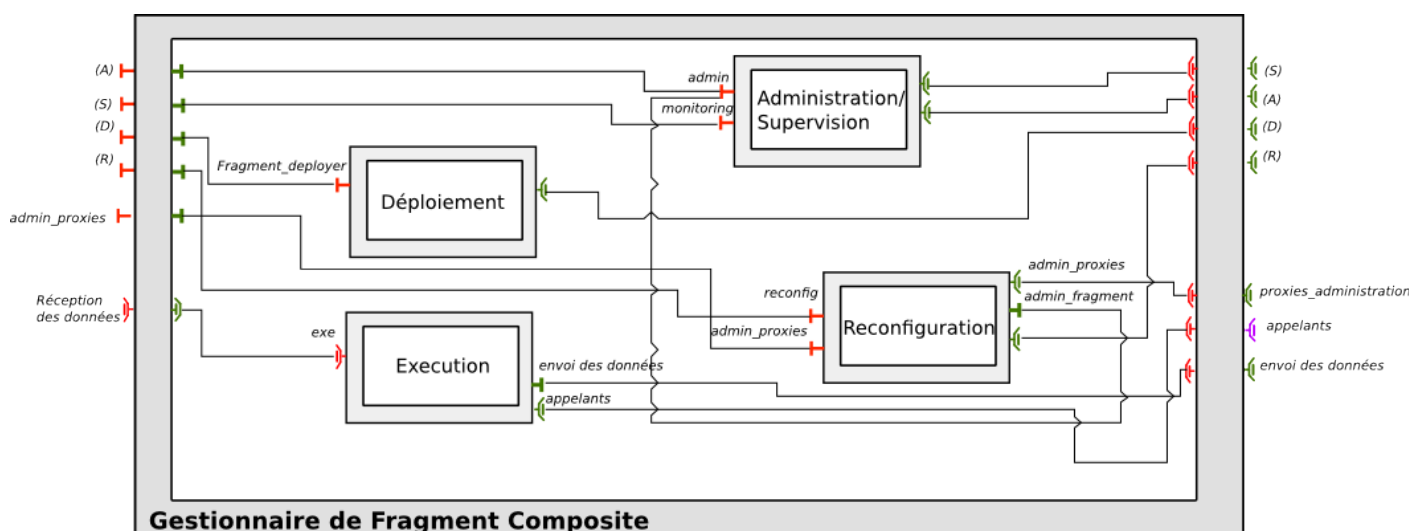 (A)
(S)
(D)
(R)
admin_proxies
Réception
des données
admin
monitoring
Administration/
Supervision
Fragment_deployer
Déploiement
reconfig
admin_proxies
Reconfiguration
admin_proxies
admin_fragment
exe
Execution
envoi des données
appelants
(S)
(A)
(D)
(R)
proxies_administration
appelants
envoi des données
Gestionnaire de Fragment Composite